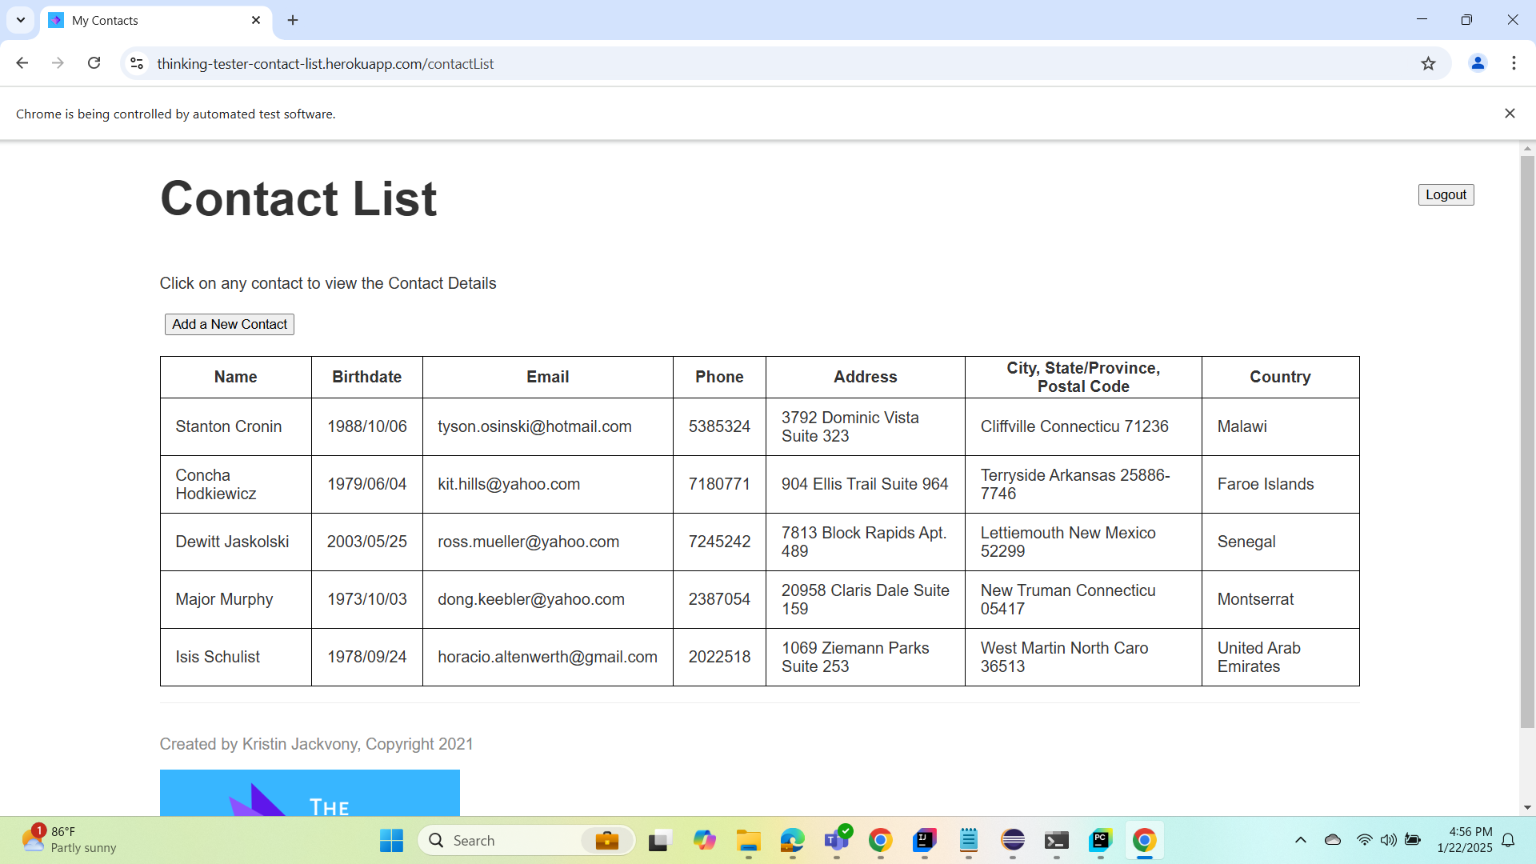 My Contacts
thinking-tester-contact-list.herokuapp.com/contactList
Chrome is being controlled by automated test software.
Contact List
Logout
Click on any contact to view the Contact Details
Add a New Contact
Name Birthdate Email Phone Address City, State/Province, Postal Code Country
Stanton Cronin 1988/10/06 tyson.osinski@hotmail.com 5385324 3792 Dominic Vista Suite 323 Cliffville Connecticu 71236 Malawi
Concha Hodkiewicz 1979/06/04 kit.hills@yahoo.com 7180771 904 Ellis Trail Suite 964 Terryside Arkansas 25886-7746 Faroe Islands
Dewitt Jaskolski 2003/05/25 ross.mueller@yahoo.com 7245242 7813 Block Rapids Apt. 489 Lettiemouth New Mexico 52299 Senegal
Major Murphy 1973/10/03 dong.keebler@yahoo.com 2387054 20958 Claris Dale Suite 159 New Truman Connecticu 05417 Montserrat
Isis Schulist 1978/09/24 horacio.altenwerth@gmail.com 2022518 1069 Ziemann Parks Suite 253 West Martin North Caro 36513 United Arab Emirates
Created by Kristin Jackvony, Copyright 2021
THE
1
86°F
Partly sunny
Search
4:56 PM
1/22/2025